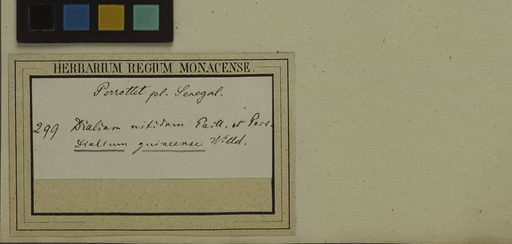 HERBARIUM REGIUM MONACENSE.
Perrottet pl. Senegal.
299 Dialium nitidum Guill. et Perr.
Dialium guineense Willd.